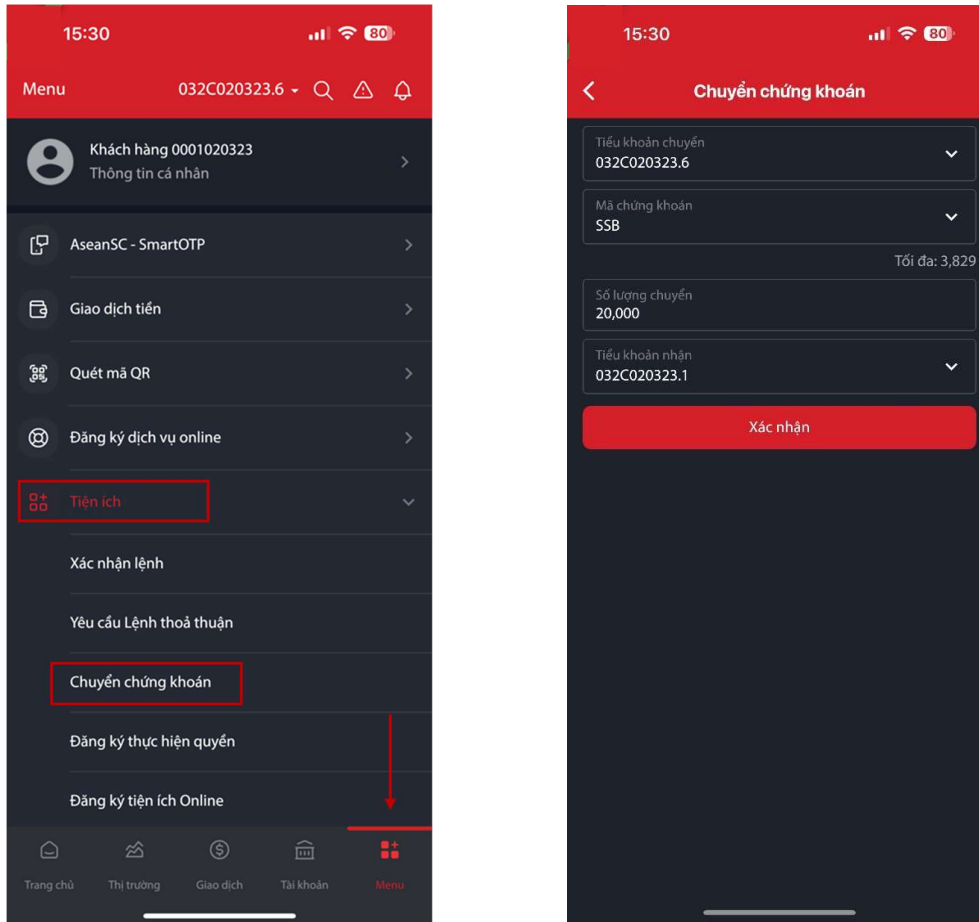 15:30
80
Menu
032C020323.6
Khách hàng 0001020323
Thông tin cá nhân
AseanSC - SmartOTP
Giao dịch tiền
Quét mã QR
Đăng ký dịch vụ online
Tiện ích
Xác nhận lệnh
Yêu cầu Lệnh thoả thuận
Chuyển chứng khoán
Đăng ký thực hiện quyền
Đăng ký tiện ích Online
Trang chủ
Thị trường
Giao dịch
Tài khoản
Menu
15:30
80
Chuyển chứng khoán
Tiểu khoản chuyển
032C020323.6
Mã chứng khoán
SSB
Tối đa: 3,829
Số lượng chuyển
20,000
Tiểu khoản nhận
032C020323.1
Xác nhận